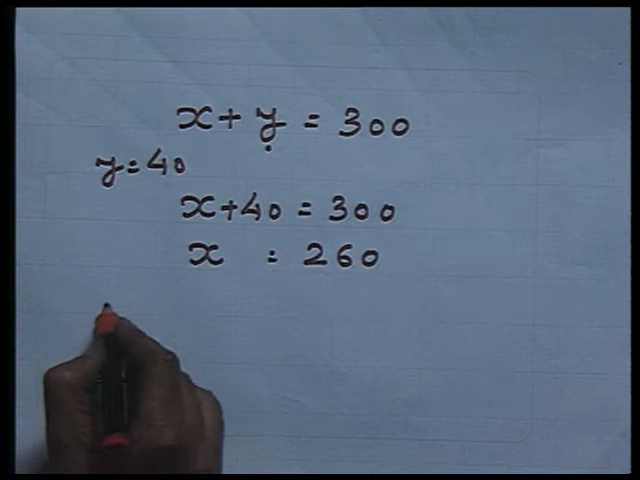 x + y = 300
y = 40
x + 40 = 300
x = 260